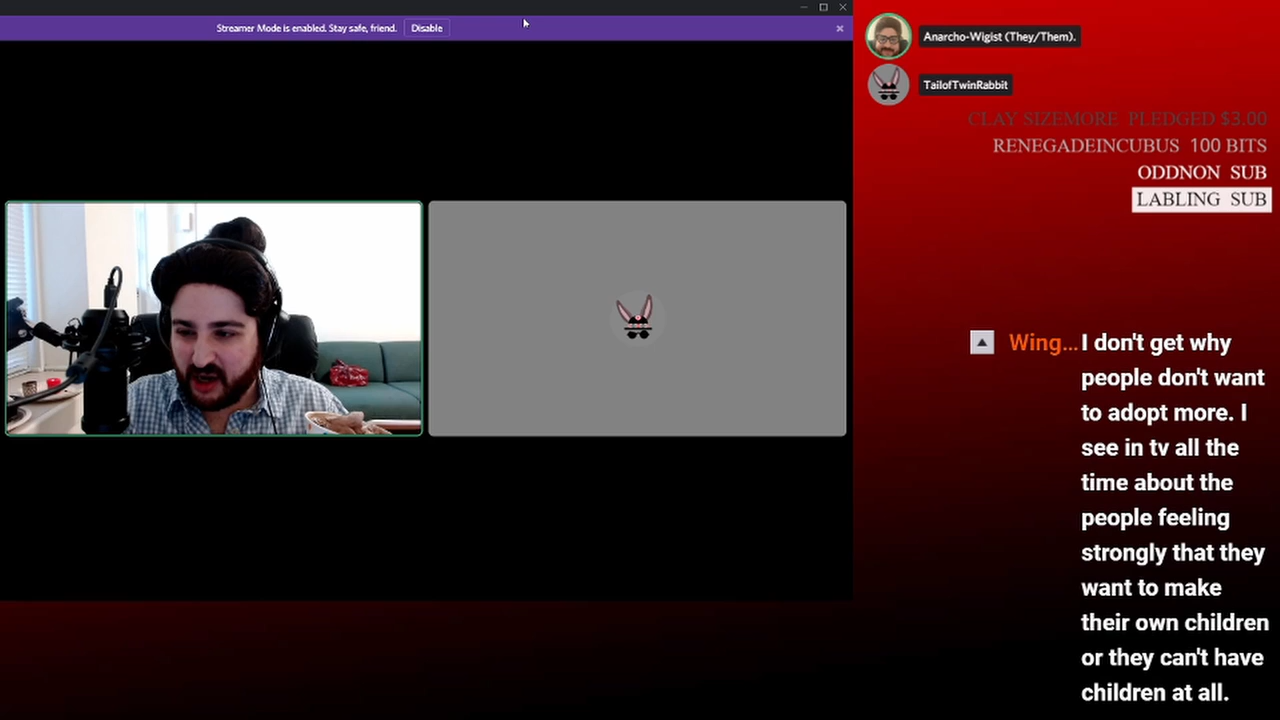 Streamer Mode is enabled. Stay safe, friend. Disable
Anarcho-Wigist (They/Them).
TailofTwinRabbit
CLAY SIZEMORE PLEDGED $3.00
RENEGADEINCUBUS 100 BITS
ODDNON SUB
LABLING SUB
Wing... I don't get why
people don't want
to adopt more. I
see in tv all the
time about the
people feeling
strongly that they
want to make
their own children
or they can't have
children at all.